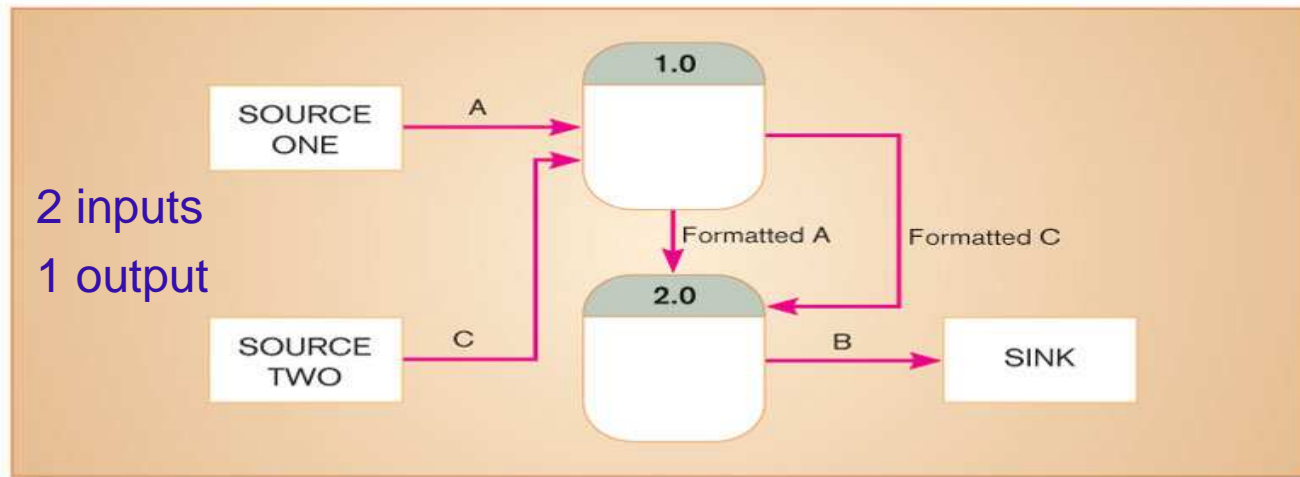 1.0
SOURCE
ONE
A
2 inputs
1 output
Formatted A
Formatted C
2.0
SOURCE
TWO
C
B
SINK